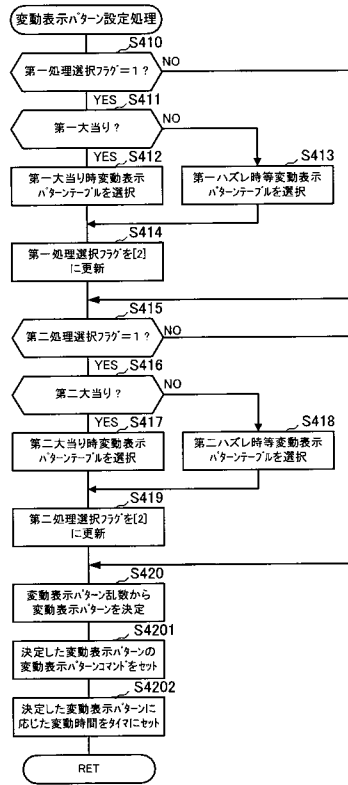 変動表示パターン設定処理
S410
第一処理選択フラグ=1?
NO
YES
S411
第一大当り?
NO
YES
S412
第一大当り時変動表示
パターンテーブルを選択
S413
第一ハズレ時等変動表示
パターンテーブルを選択
S414
第一処理選択フラグを[2]
に更新
S415
第二処理選択フラグ=1?
NO
YES
S416
第二大当り?
NO
YES
S417
第二大当り時変動表示
パターンテーブルを選択
S418
第二ハズレ時等変動表示
パターンテーブルを選択
S419
第二処理選択フラグを[2]
に更新
S420
変動表示パターン乱数から
変動表示パターンを決定
S4201
決定した変動表示パターンの
変動表示パターンコマンドをセット
S4202
決定した変動表示パターンに
応じた変動時間をタイマにセット
RET